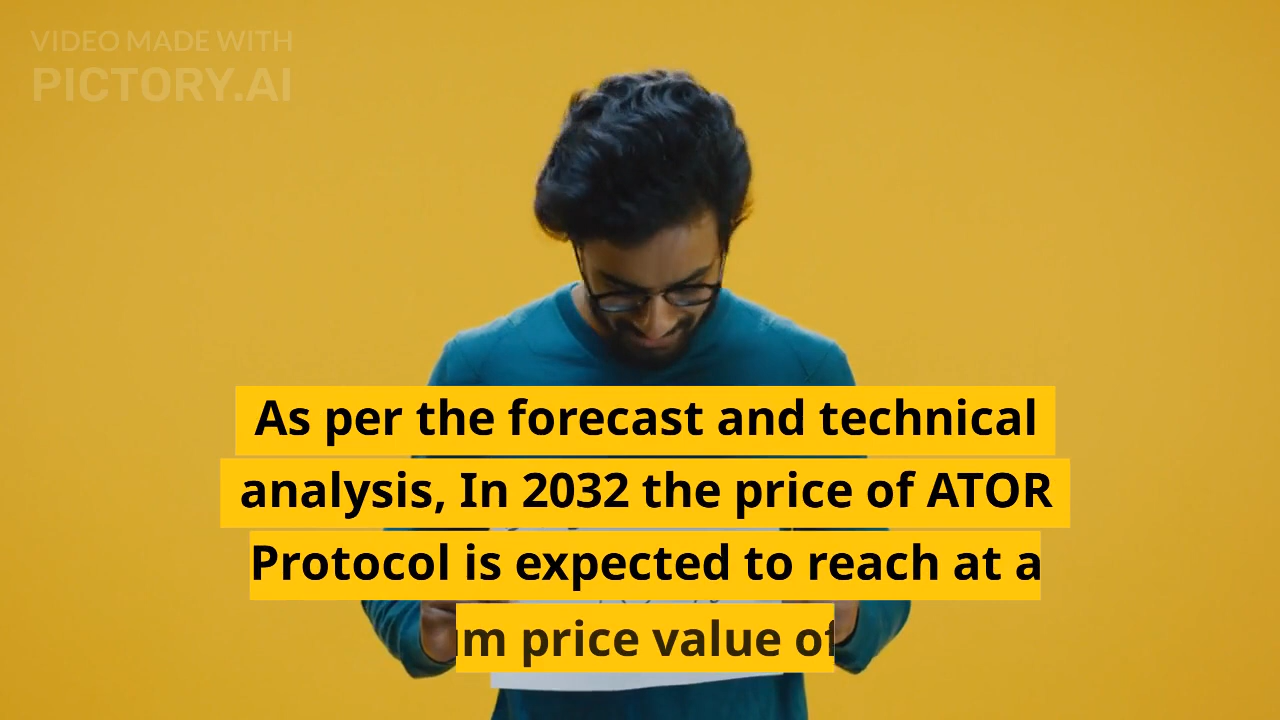 VIDEO MADE WITH
PICTORY.AI
As per the forecast and technical
analysis, In 2032 the price of ATOR
Protocol is expected to reach at a
price value of